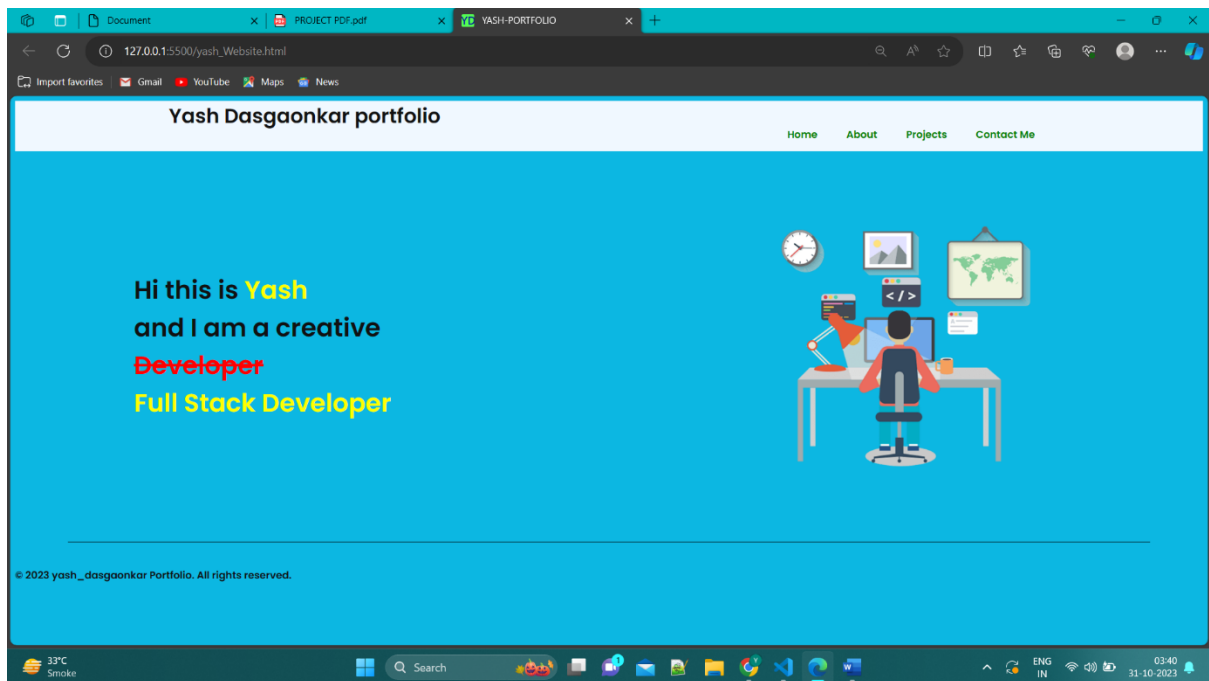 Document
PROJECT PDF.pdf
YD YASH-PORTFOLIO
127.0.0.1:5500/yash_Website.html
Import favorites Gmail YouTube Maps News
Yash Dasgaonkar portfolio
Home About Projects Contact Me
Hi this is Yash
and I am a creative
Developer
Full Stack Developer
</>
© 2023 yash_dasgaonkar Portfolio. All rights reserved.
33°C
Smoke
Search
1
ENG
IN
03:40
31-10-2023